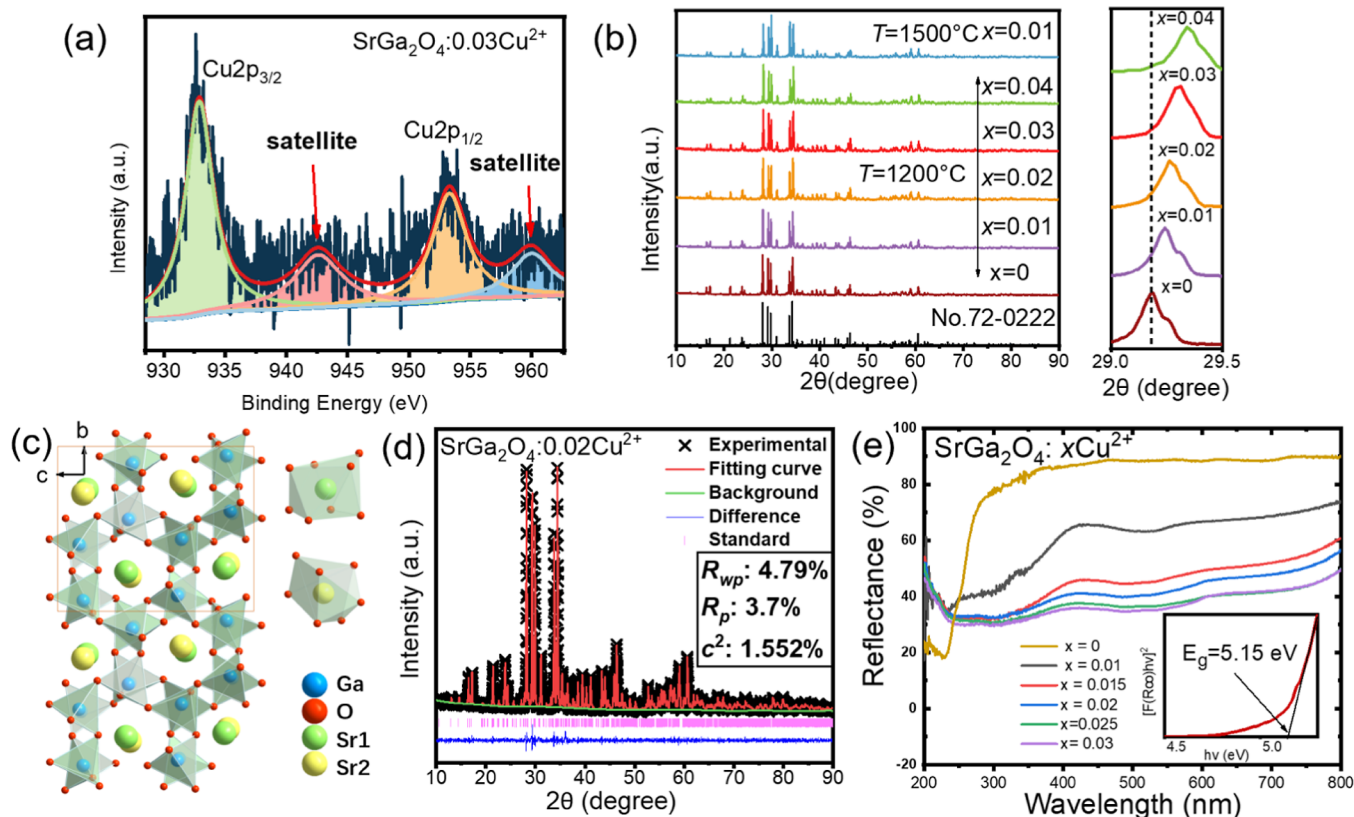 (a)
SrGa₂O₄:0.03Cu²⁺
Cu2p₃/₂
satellite
Cu2p₁/₂
satellite
Intensity (a.u.)
930 935 940 945 950 955 960
Binding Energy (eV)
(b)
T=1500°C x=0.01
x=0.04
x=0.03
T=1200°C
x=0.02
x=0.01
x=0
No.72-0222
Intensity(a.u.)
10 20 30 40 50 60 70 80 90
2θ(degree)
x=0.04
x=0.03
x=0.02
x=0.01
x=0
29.0 29.5
2θ (degree)
(c)
b
c
Ga
O
Sr1
Sr2
(d)
SrGa₂O₄:0.02Cu²⁺
Experimental
Fitting curve
Background
Difference
Standard
R_wp: 4.79%
R_p: 3.7%
c²: 1.552%
Intensity (a.u.)
10 20 30 40 50 60 70 80 90
2θ (degree)
(e)
SrGa₂O₄: xCu²⁺
Reflectance (%)
100
80
60
40
20
0
-20
x = 0
x = 0.01
x = 0.015
x = 0.02
x=0.025
x= 0.03
E_g=5.15 eV
[F(R∞)hν]²
4.5 5.0
hν (eV)
200 300 400 500 600 700 800
Wavelength (nm)